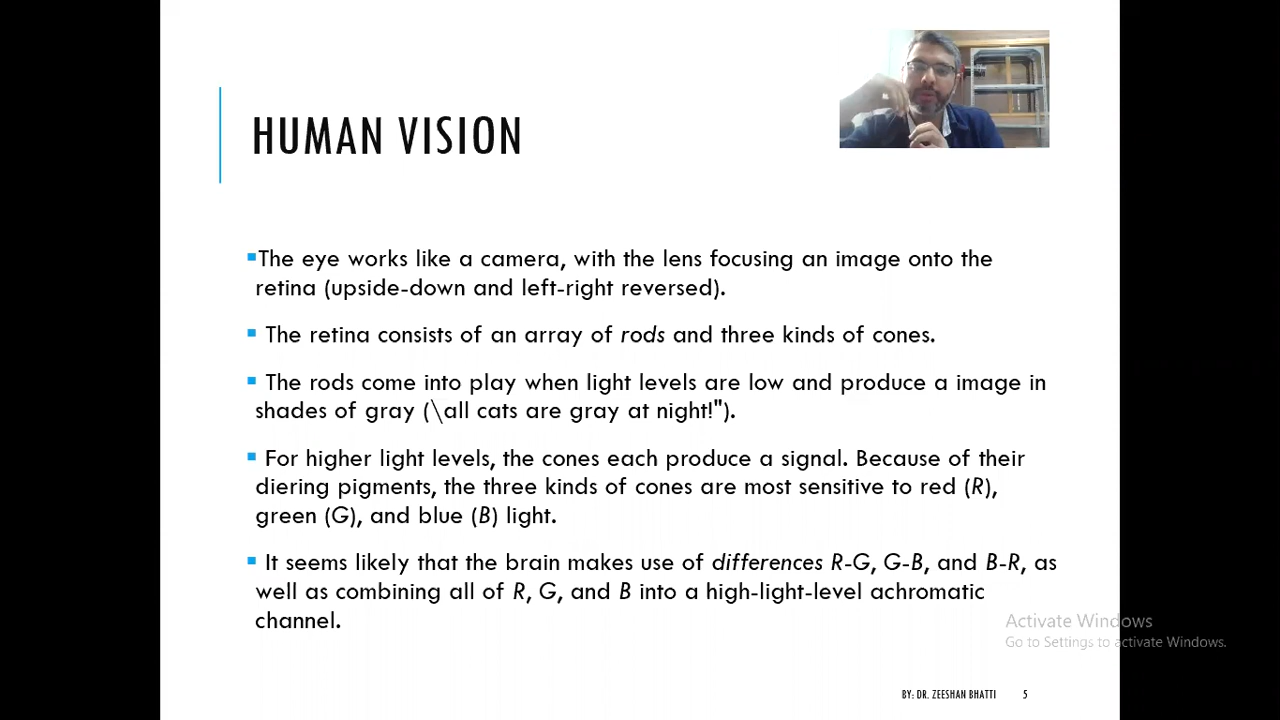 HUMAN VISION
▪The eye works like a camera, with the lens focusing an image onto the
retina (upside-down and left-right reversed).
▪ The retina consists of an array of rods and three kinds of cones.
▪ The rods come into play when light levels are low and produce a image in
shades of gray (\all cats are gray at night!").
▪ For higher light levels, the cones each produce a signal. Because of their
diering pigments, the three kinds of cones are most sensitive to red (R),
green (G), and blue (B) light.
▪ It seems likely that the brain makes use of differences R-G, G-B, and B-R, as
well as combining all of R, G, and B into a high-light-level achromatic
channel.
Activate Windows
Go to Settings to activate Windows.
BY: DR. ZEESHAN BHATTI 5